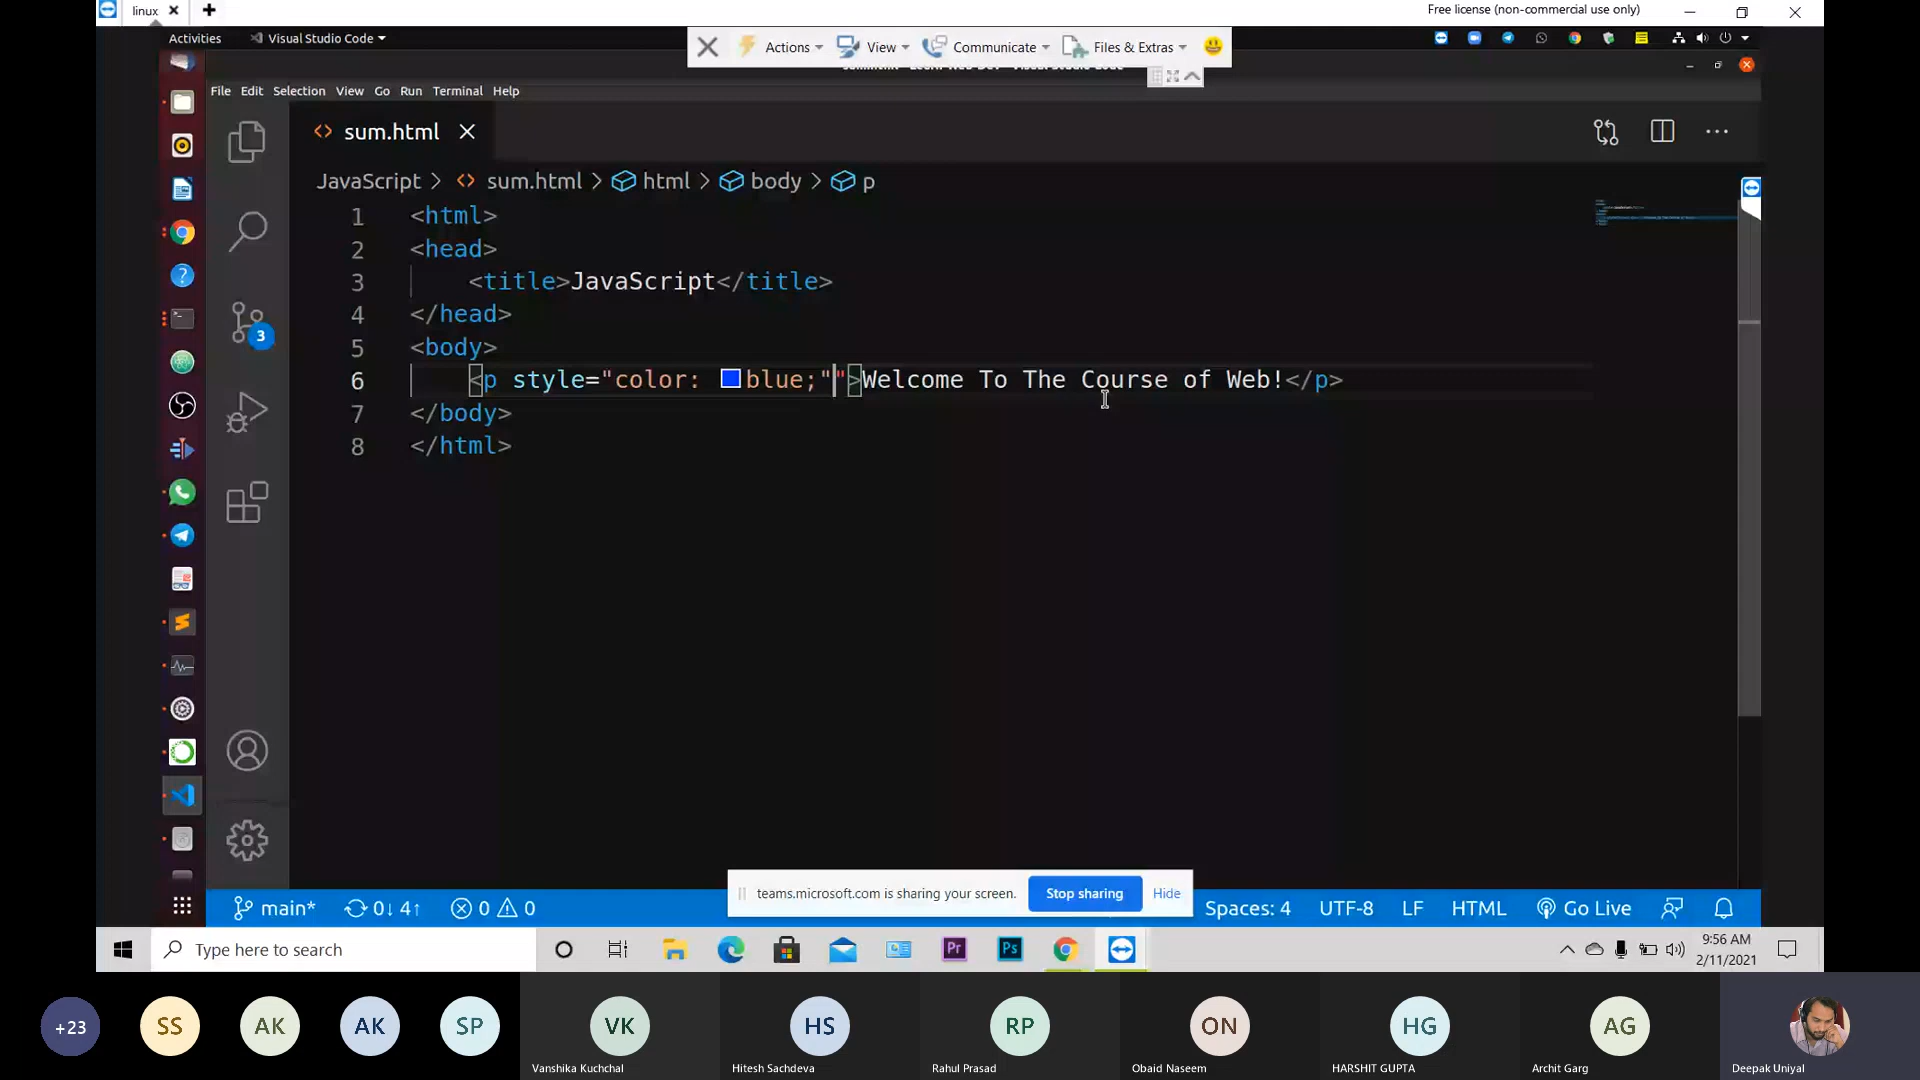 linux
Free license (non-commercial use only)
Activities
Visual Studio Code
Actions
View
Communicate
Files & Extras
File Edit Selection View Go Run Terminal Help
sum.html
JavaScript > sum.html > html > body > p
1 <html>
2 <head>
3 <title>JavaScript</title>
4 </head>
5 <body>
6 <p style="color: blue;"">Welcome To The Course of Web!</p>
7 </body>
8 </html>
3
teams.microsoft.com is sharing your screen. Stop sharing Hide
main* 0↓ 4↑ 0 0
Spaces: 4 UTF-8 LF HTML Go Live
Type here to search
Pr
Ps
9:56 AM
2/11/2021
+23 SS AK AK SP VK HS RP ON HG AG
Vanshika Kuchchal Hitesh Sachdeva Rahul Prasad Obaid Naseem HARSHIT GUPTA Archit Garg Deepak Uniyal